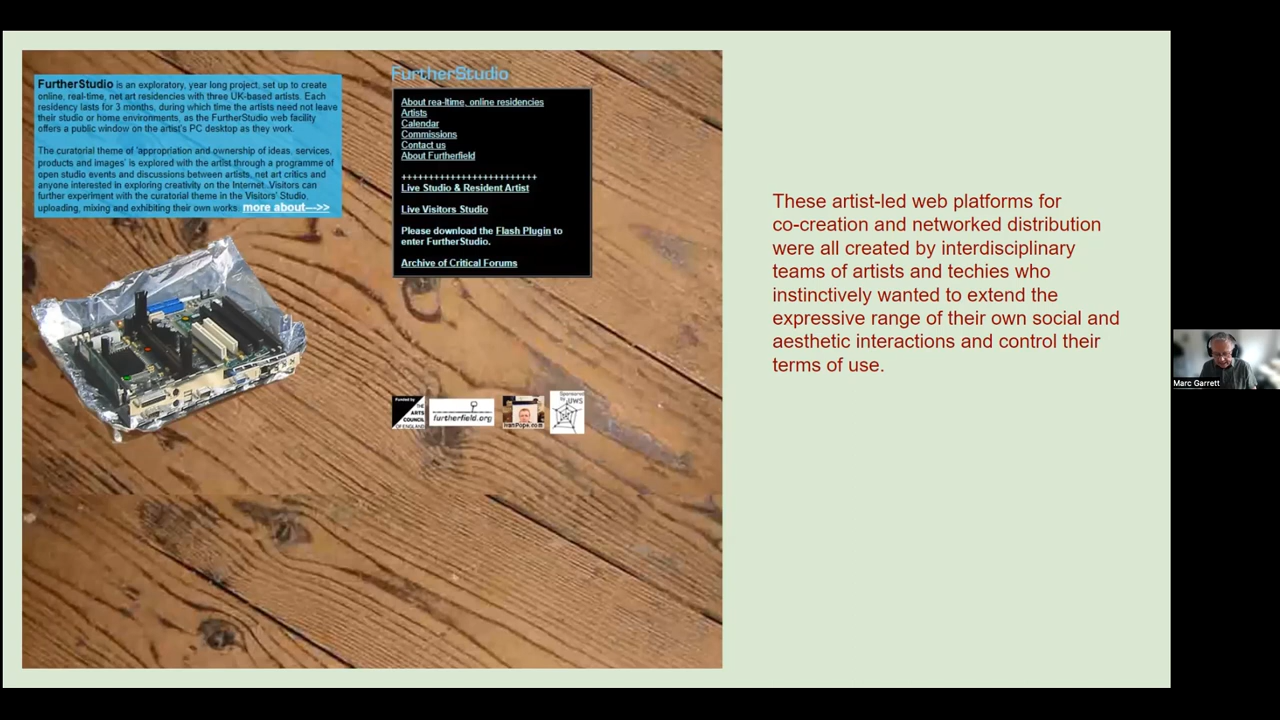 FurtherStudio is an exploratory, year long project, set up to create
online, real-time, net art residencies with three UK-based artists. Each
residency lasts for 3 months, during which time the artists need not leave
their studio or home environments, as the FurtherStudio web facility
offers a public window on the artist's PC desktop as they work.
The curatorial theme of 'appropriation and ownership of ideas, services,
products and images' is explored with the artist through a programme of
open studio events and discussions between artists, net art critics and
anyone interested in exploring creativity on the Internet. Visitors can
further experiment with the curatorial theme in the Visitors' Studio,
uploading, mixing and exhibiting their own works. more about--->>
FurtherStudio
About rea-ltime, online residencies
Artists
Calendar
Commissions
Contact us
About Furtherfield
+++++++++++++++++++++++++
Live Studio & Resident Artist
Live Visitors Studio
Please download the Flash Plugin to
enter FurtherStudio.
Archive of Critical Forums
Funded by
THE
ARTS
COUNCIL
OF ENGLAND
furtherfield.org
IvanPope.com
Sponsored
by UWS
These artist-led web platforms for
co-creation and networked distribution
were all created by interdisciplinary
teams of artists and techies who
instinctively wanted to extend the
expressive range of their own social and
aesthetic interactions and control their
terms of use.
Marc Garrett